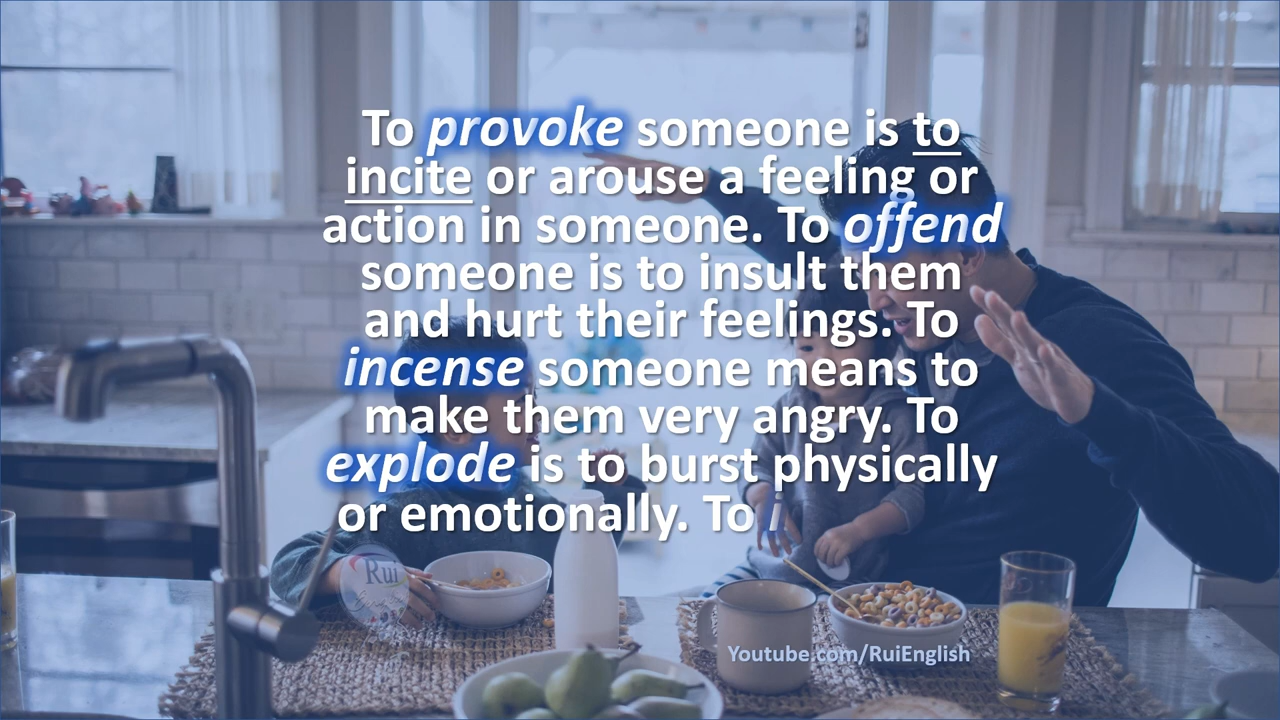 To provoke someone is to
incite or arouse a feeling or
action in someone. To offend
someone is to insult them
and hurt their feelings. To
incense someone means to
make them very angry. To
explode is to burst physically
or emotionally. To i
Rui
Youtube.com/RuiEnglish